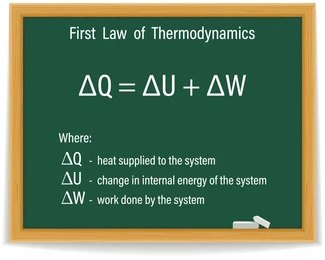 First Law of Thermodynamics
ΔQ = ΔU + ΔW
Where:
ΔQ - heat supplied to the system
ΔU - change in internal energy of the system
ΔW - work done by the system